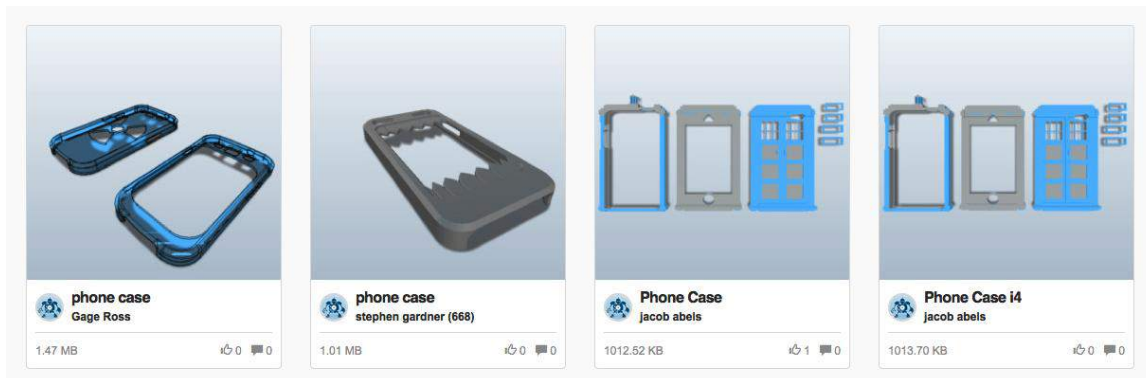 phone case
Gage Ross
1.47 MB 0 0
phone case
stephen gardner (668)
1.01 MB 0 0
Phone Case
jacob abels
1012.52 KB 1 0
Phone Case i4
jacob abels
1013.70 KB 0 0